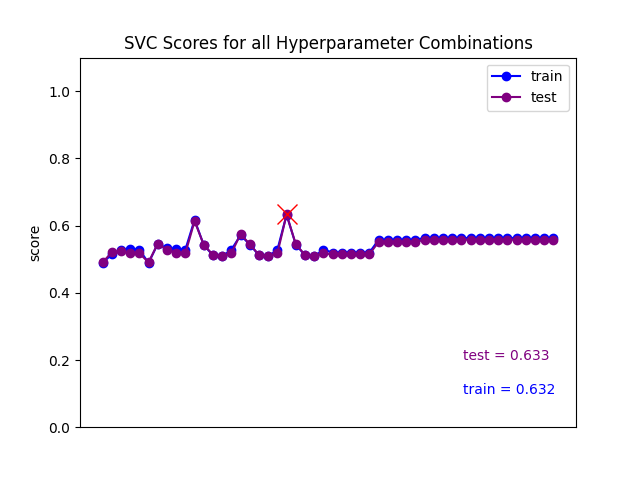 SVC Scores for all Hyperparameter Combinations
train
test
1.0
0.8
0.6
0.4
0.2
0.0
score
test = 0.633
train = 0.632